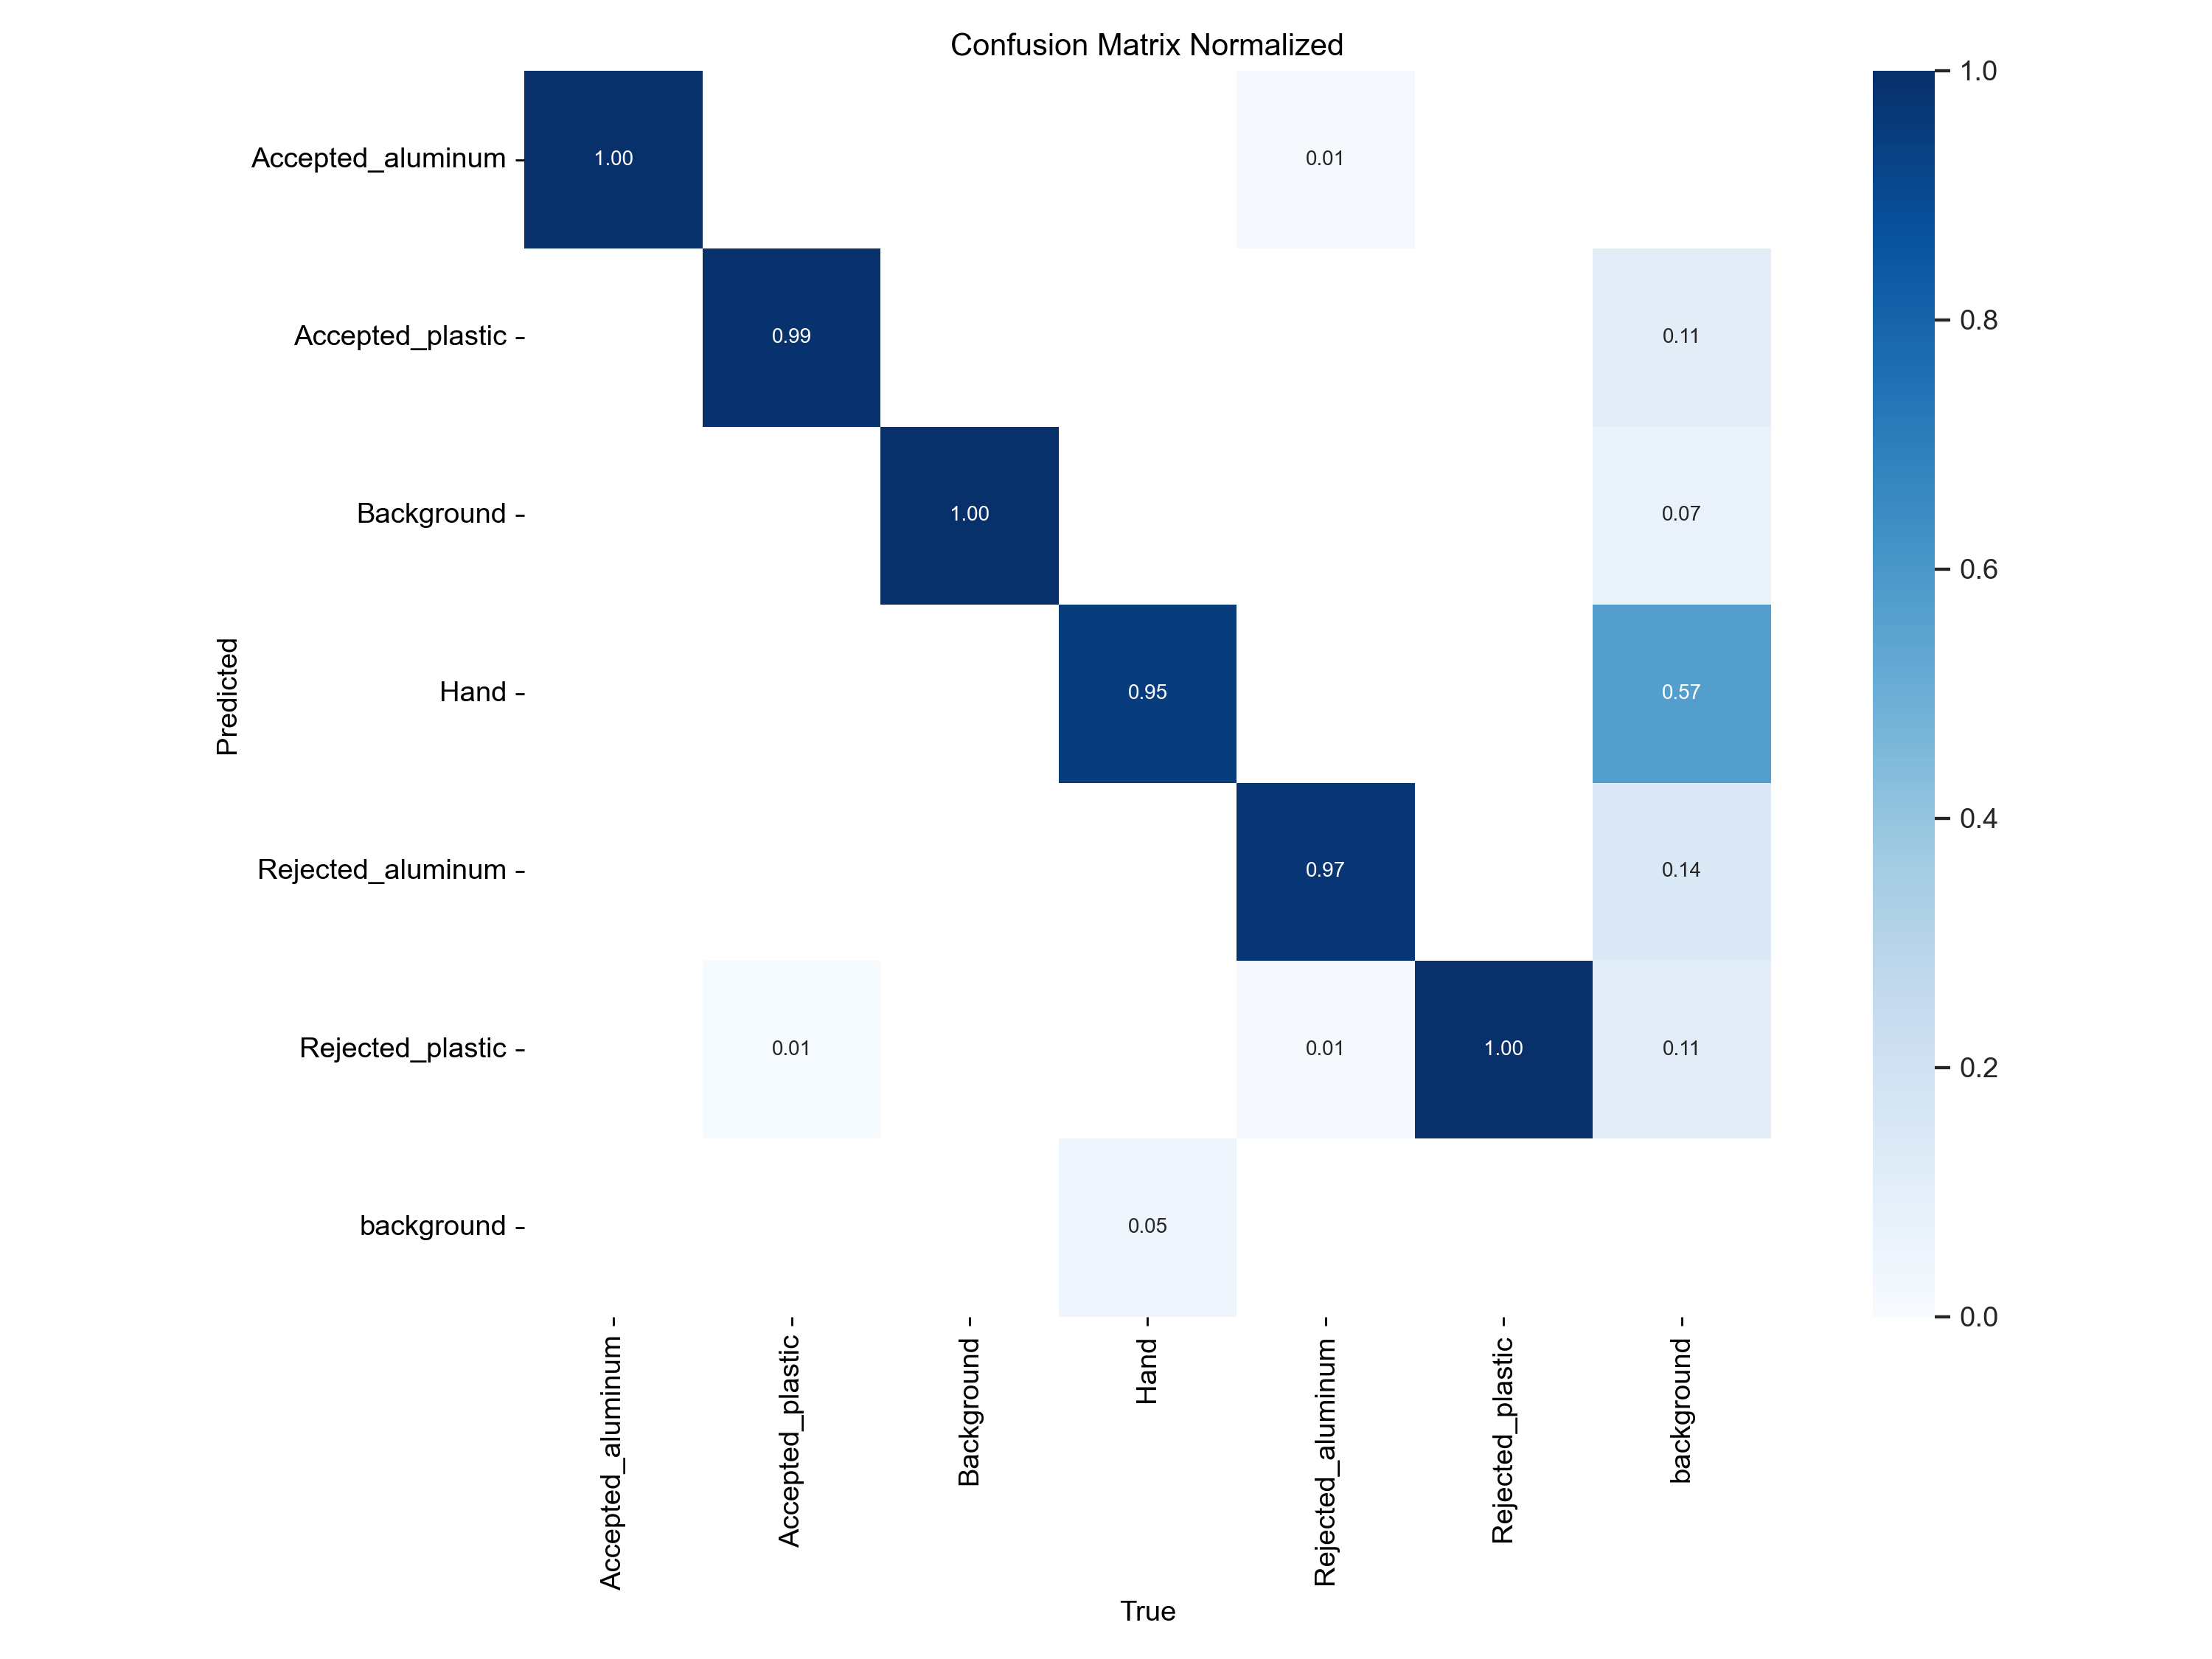 Confusion Matrix Normalized
Accepted_aluminum
1.00
0.01
Accepted_plastic
0.99
0.11
Background
1.00
0.07
Hand
0.95
0.57
Rejected_aluminum
0.97
0.14
Rejected_plastic
0.01
0.01
1.00
0.11
background
0.05
Predicted
Accepted_aluminum
Accepted_plastic
Background
Hand
Rejected_aluminum
Rejected_plastic
background
True
1.0
0.8
0.6
0.4
0.2
0.0